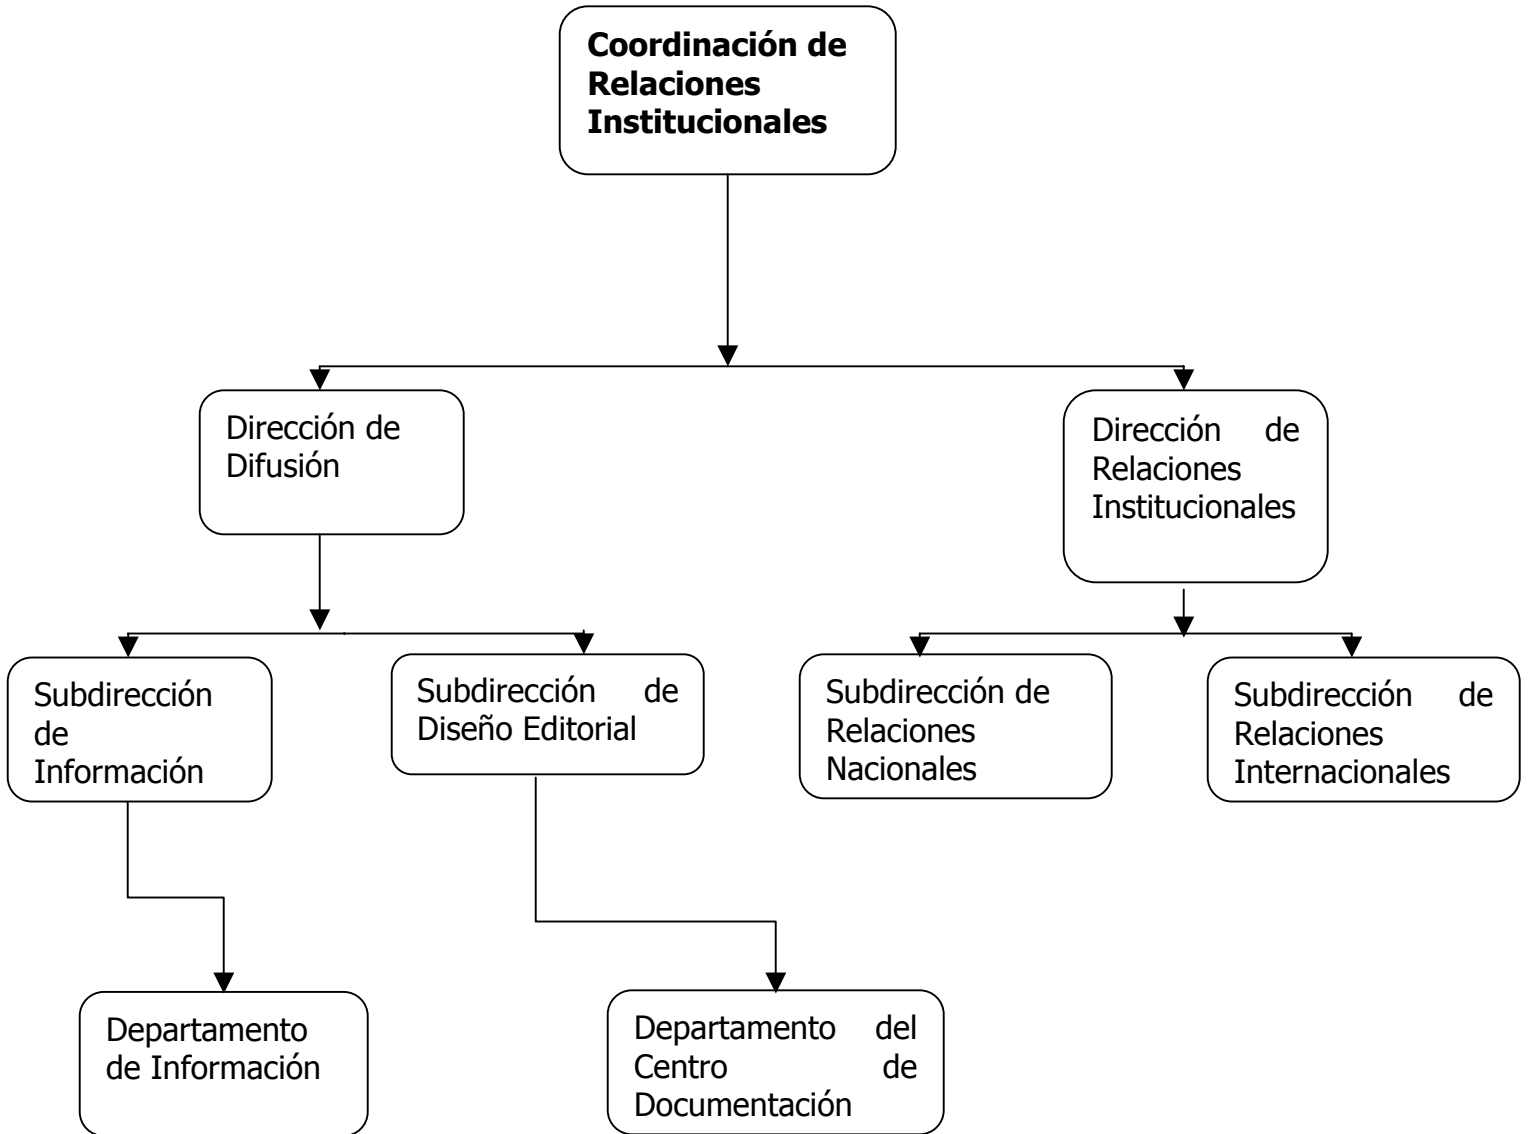 Coordinación de
Relaciones
Institucionales
Dirección de
Difusión
Dirección de
Relaciones
Institucionales
Subdirección
de
Información
Subdirección de
Diseño Editorial
Subdirección de
Relaciones
Nacionales
Subdirección de
Relaciones
Internacionales
Departamento
de Información
Departamento del
Centro de
Documentación